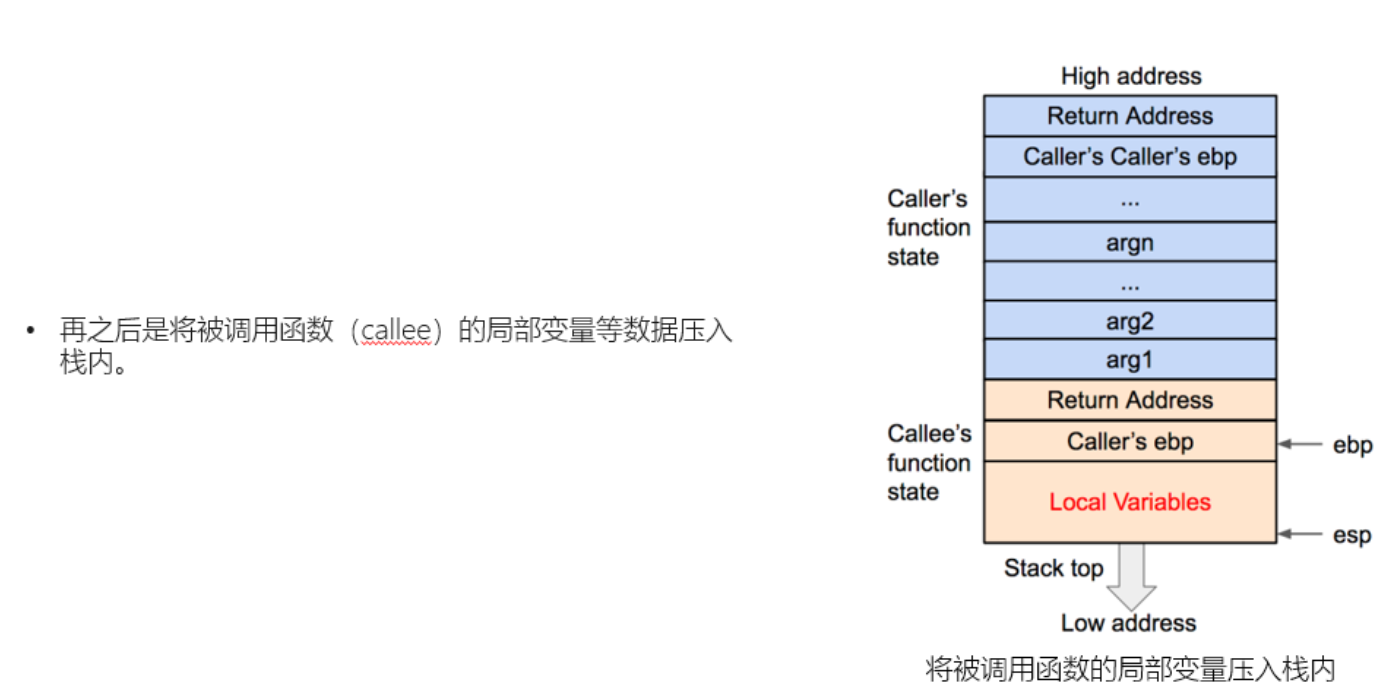 • 再之后是将被调用函数（callee）的局部变量等数据压入
栈内。
High address
Return Address
Caller’s Caller’s ebp
...
argn
...
arg2
arg1
Return Address
Caller’s ebp
Local Variables
Caller’s
function
state
Callee’s
function
state
ebp
esp
Stack top
Low address
将被调用函数的局部变量压入栈内